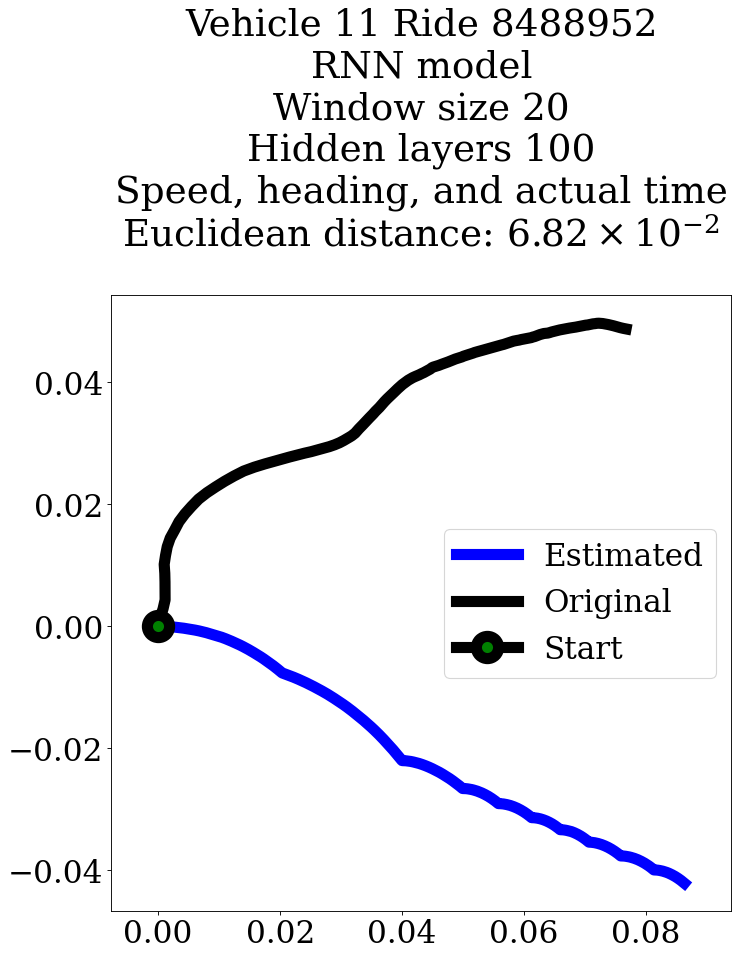 Vehicle 11 Ride 8488952
RNN model
Window size 20
Hidden layers 100
Speed, heading, and actual time
Euclidean distance: 6.82 × 10⁻²
0.04
0.02
0.00
−0.02
−0.04
Estimated
Original
Start
0.00 0.02 0.04 0.06 0.08